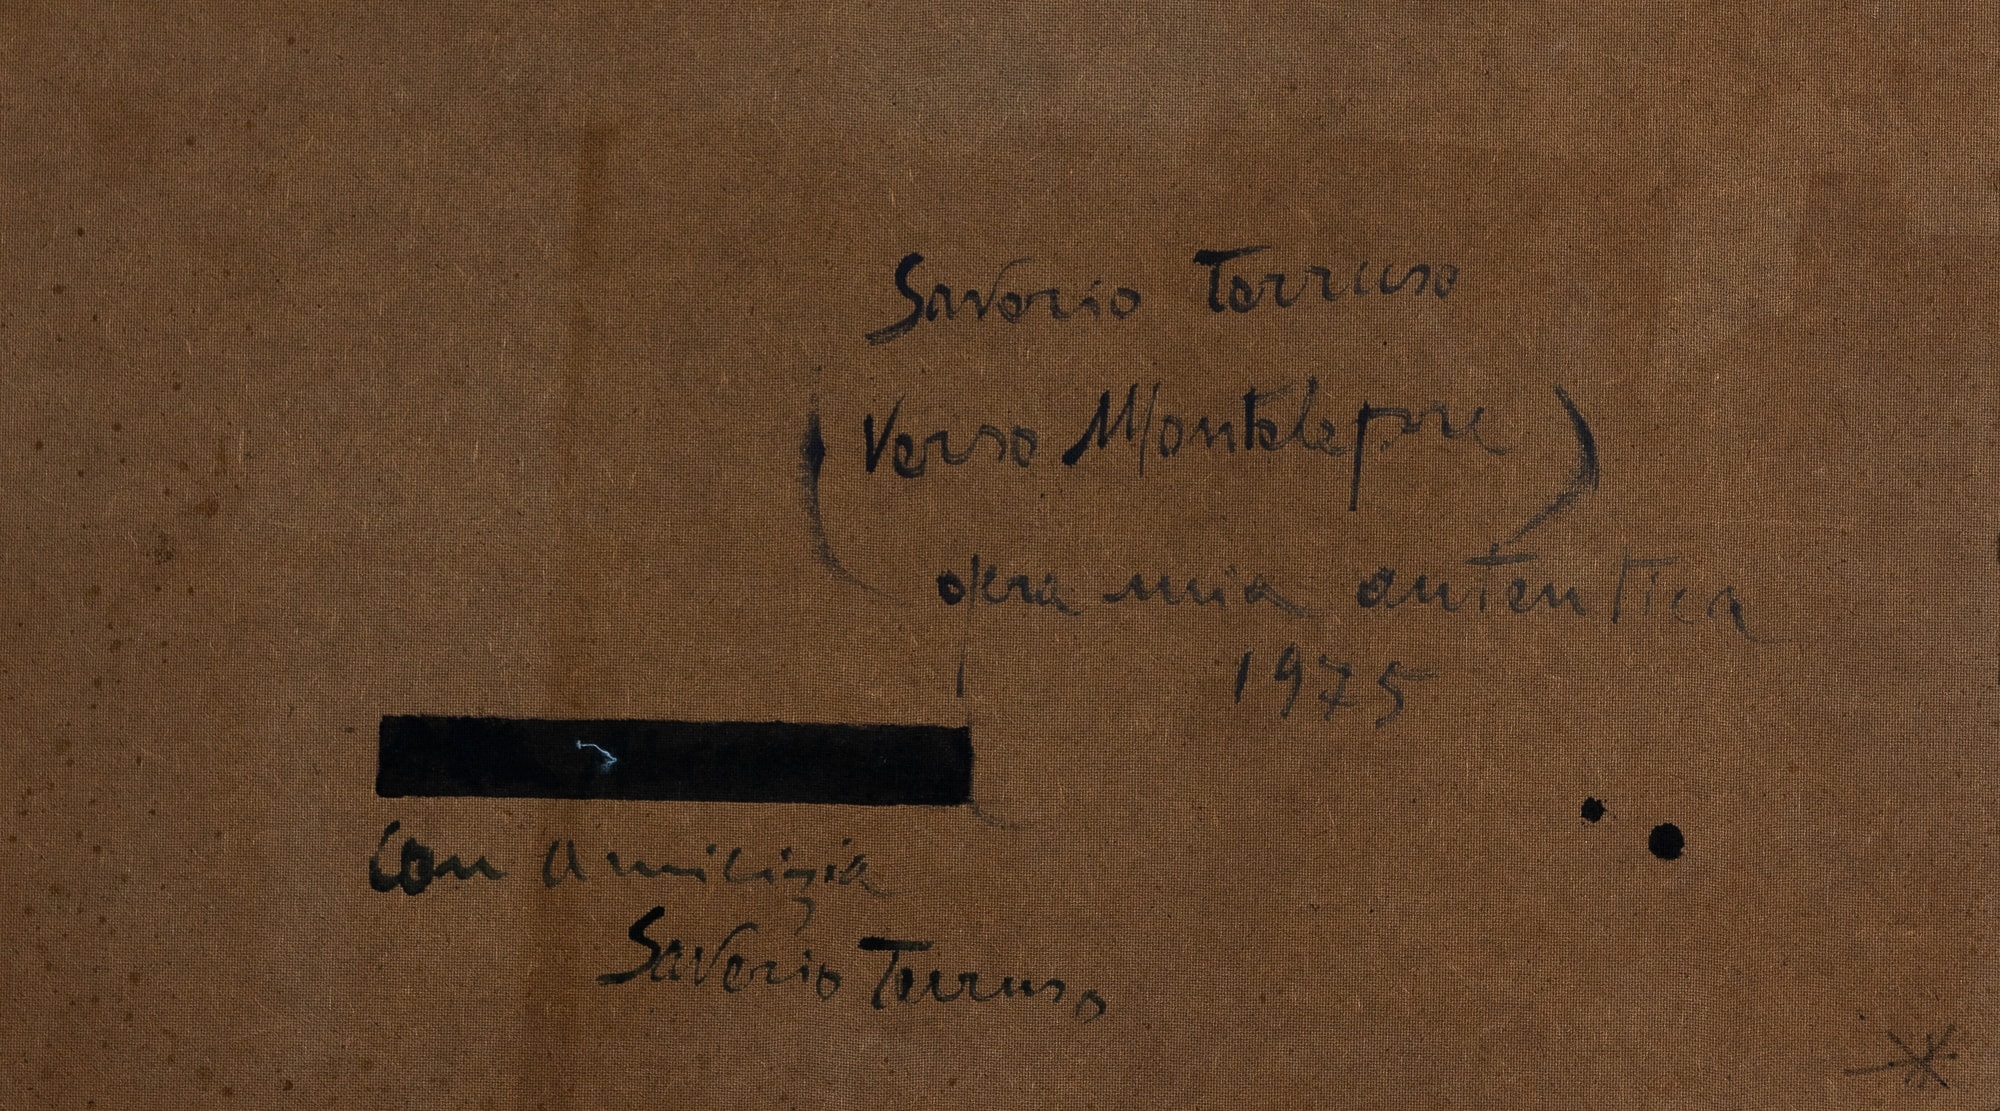 Saverio Terruso
(Verso Montelepre)
opera mia autentica
1975
con amicizia
Saverio Terruso